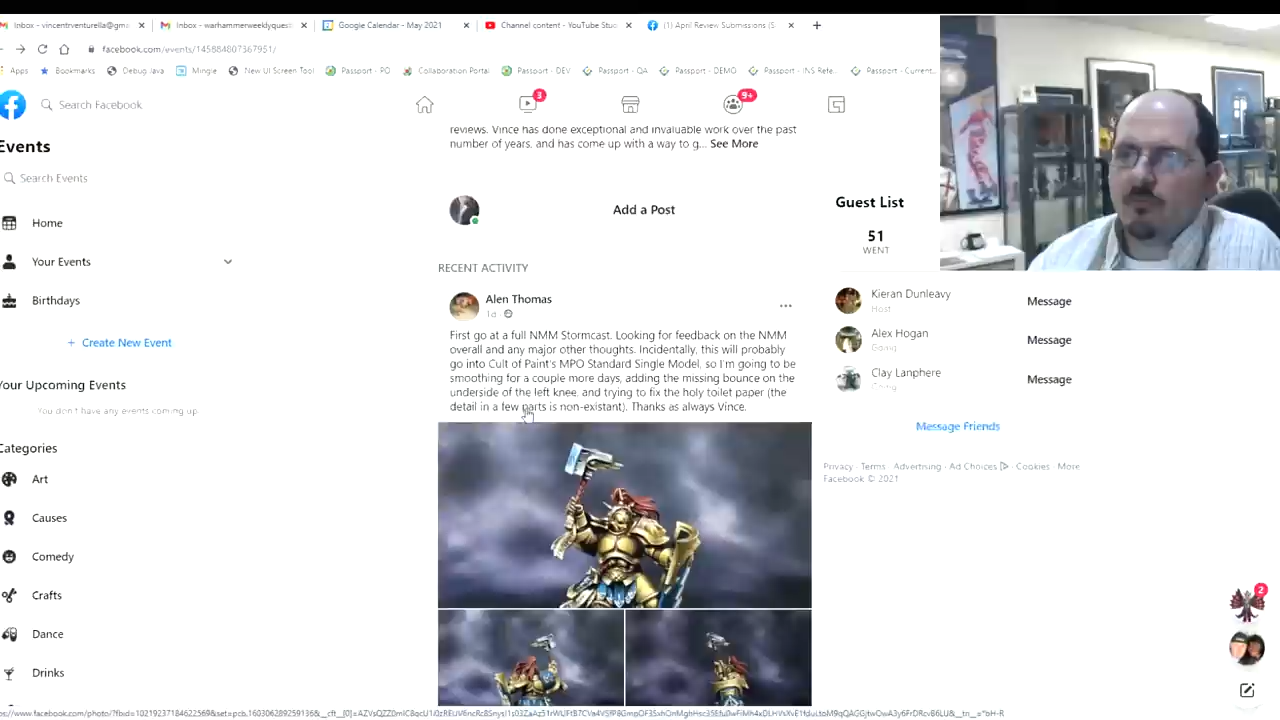 Inbox - vincentrventurella@gma
Inbox - warhammerweeklyquest
Google Calendar - May 2021
Channel content - YouTube Stu
(1) April Review Submissions (S
facebook.com/events/145884807367951/
Apps
Bookmarks
Debug Java
Mingle
New UI Screen Tool
Passport - PO
Collaboration Portal
Passport - DEV
Passport - QA
Passport - DEMO
Passport - INS Rele...
Passport - Current...
Search Facebook
3
9+
Events
Search Events
Home
Your Events
Birthdays
+ Create New Event
Your Upcoming Events
You don't have any events coming up.
Categories
Art
Causes
Comedy
Crafts
Dance
Drinks
reviews. Vince has done exceptional and invaluable work over the past
number of years, and has come up with a way to g... See More
Add a Post
RECENT ACTIVITY
Alen Thomas
1d
First go at a full NMM Stormcast. Looking for feedback on the NMM
overall and any major other thoughts. Incidentally, this will probably
go into Cult of Paint's MPO Standard Single Model, so I'm going to be
smoothing for a couple more days, adding the missing bounce on the
underside of the left knee, and trying to fix the holy toilet paper (the
detail in a few parts is non-existant). Thanks as always Vince.
Guest List
51
WENT
Kieran Dunleavy
Host
Message
Alex Hogan
Going
Message
Clay Lanphere
Going
Message
Message Friends
Privacy · Terms · Advertising · Ad Choices · Cookies · More
Facebook © 2021
2